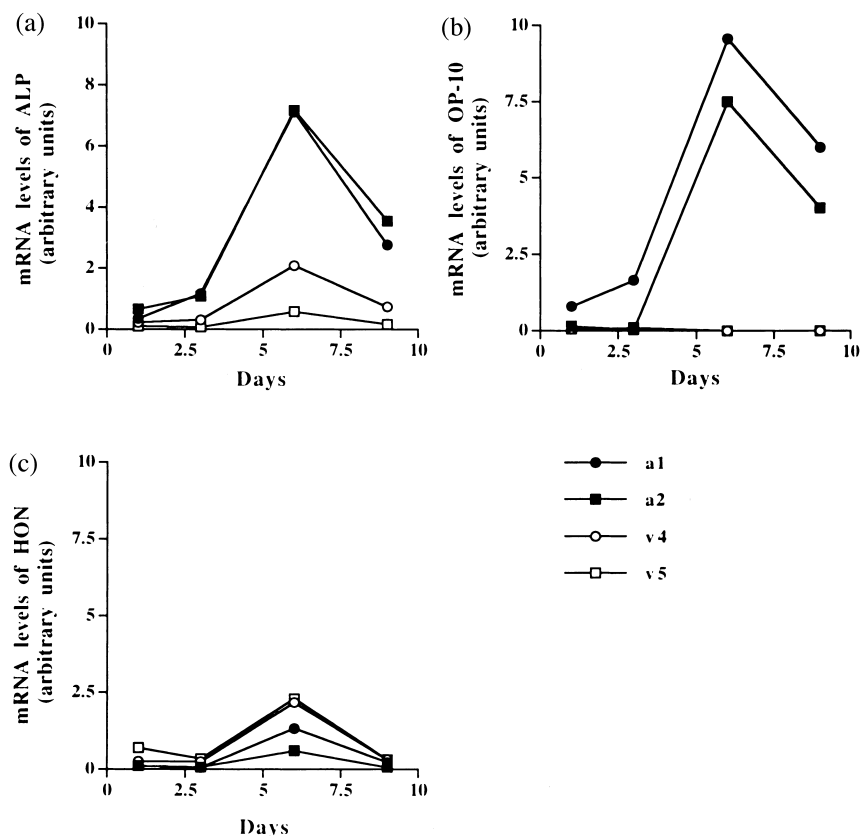 (a)
10
8
6
4
2
0
mRNA levels of ALP
(arbitrary units)
0
2.5
5
7.5
10
Days
(b)
10
7.5
5
2.5
0
mRNA levels of OP-10
(arbitrary units)
0
2.5
5
7.5
10
Days
(c)
10
7.5
5
2.5
0
mRNA levels of HON
(arbitrary units)
0
2.5
5
7.5
10
Days
a1
a2
v4
v5